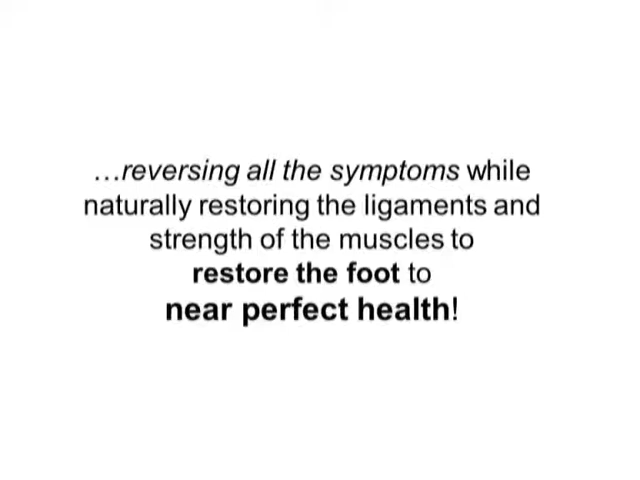 …reversing all the symptoms while
naturally restoring the ligaments and
strength of the muscles to
restore the foot to
near perfect health!